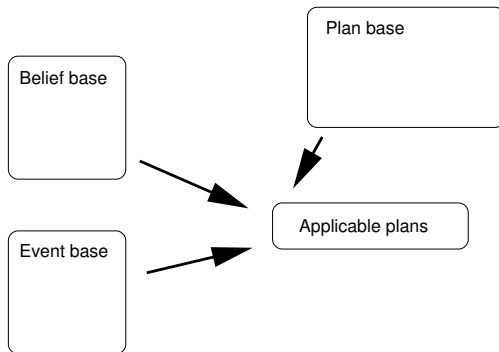 Plan base
Belief base
Applicable plans
Event base